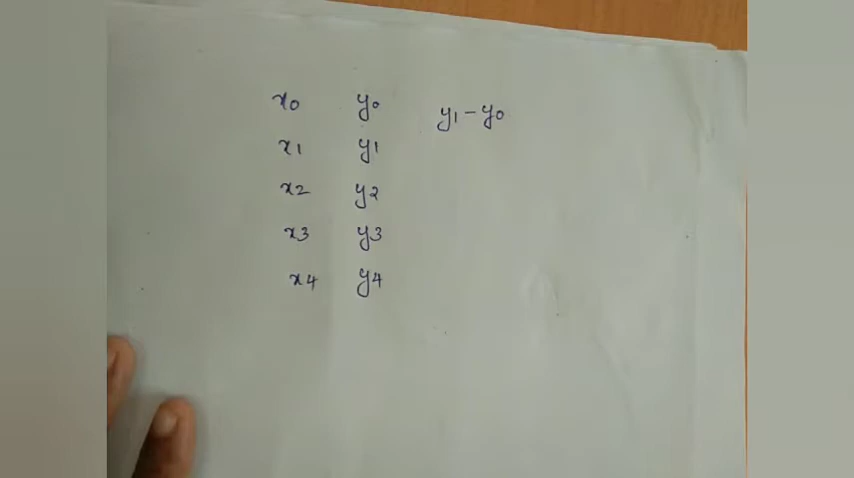 x0 y0 y1 - y0
x1 y1
x2 y2
x3 y3
x4 y4